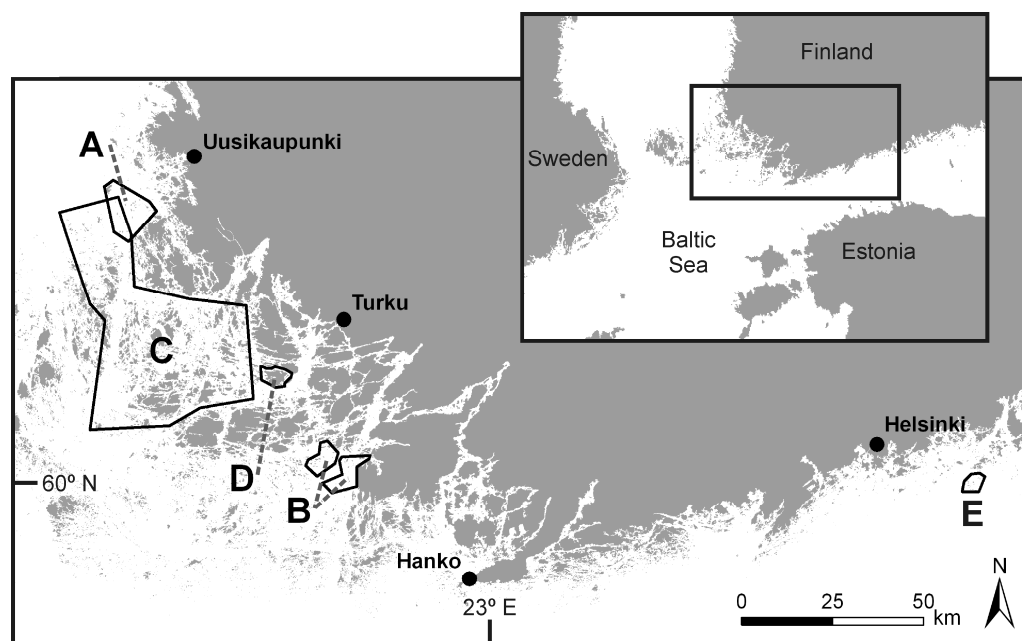 Finland
Sweden
Baltic
Sea
Estonia
A
Uusikaupunki
Turku
C
Helsinki
D
60º N
B
E
Hanko
23º E
N
0 25 50
km